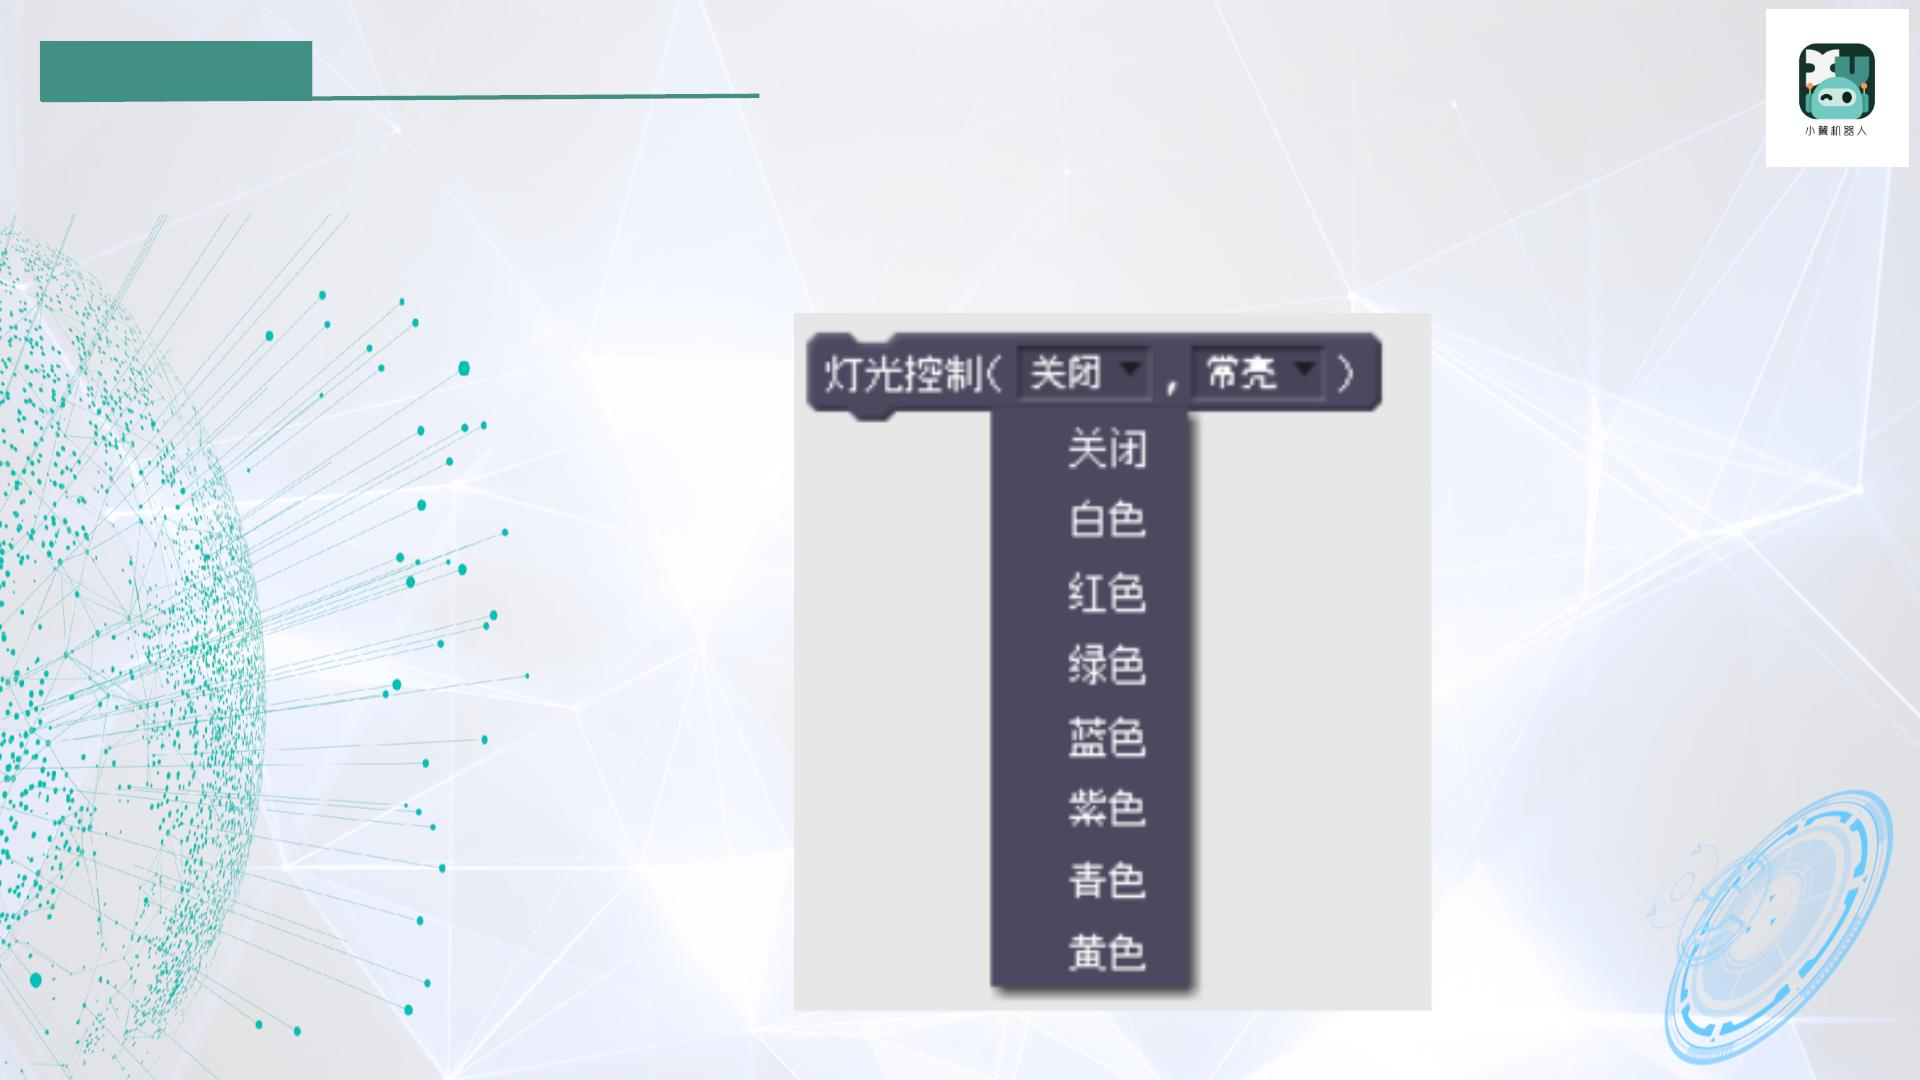 小翼机器人
灯光控制( 关闭 , 常亮 )
关闭
白色
红色
绿色
蓝色
紫色
青色
黄色